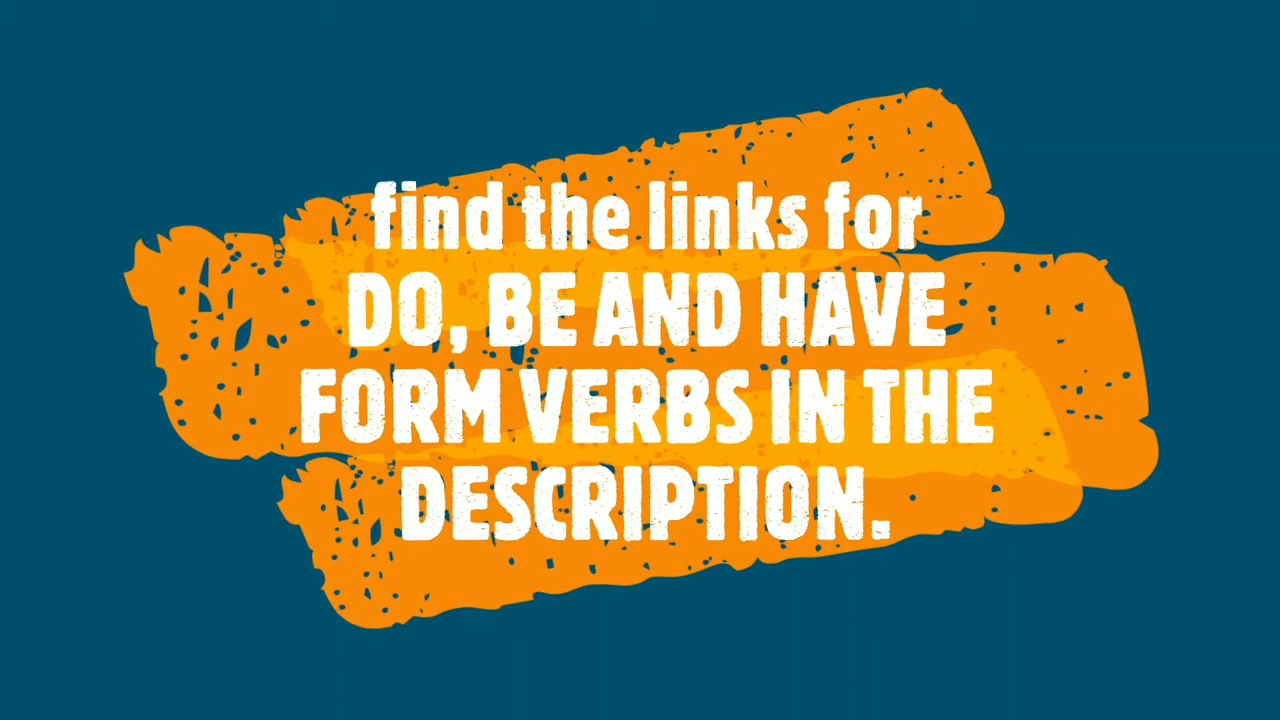 find the links for
DO, BE AND HAVE
FORM VERBS IN THE
DESCRIPTION.